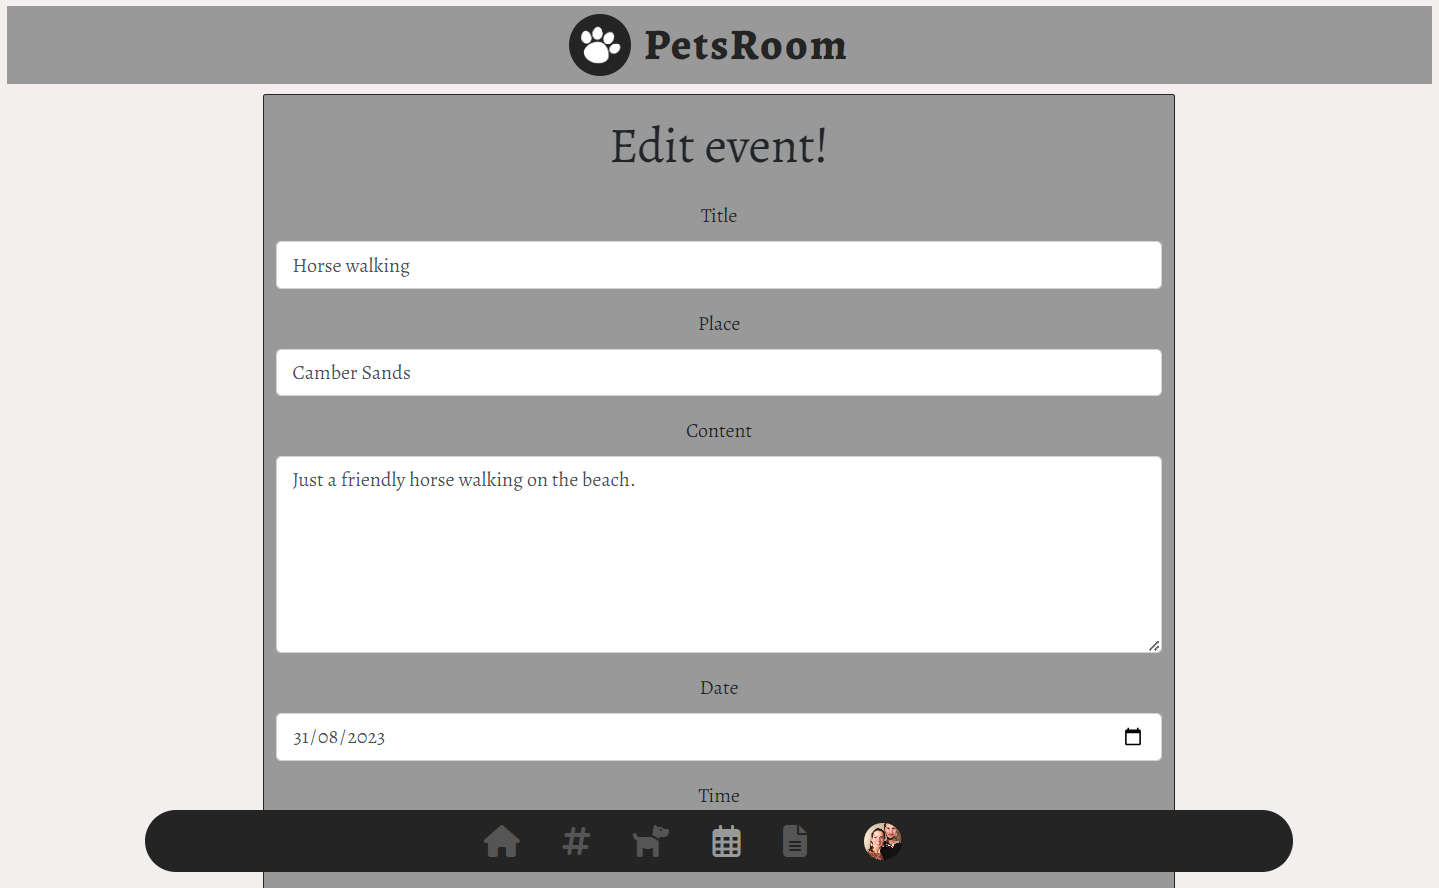 PetsRoom
Edit event!
Title
Horse walking
Place
Camber Sands
Content
Just a friendly horse walking on the beach.
Date
31/08/2023
Time